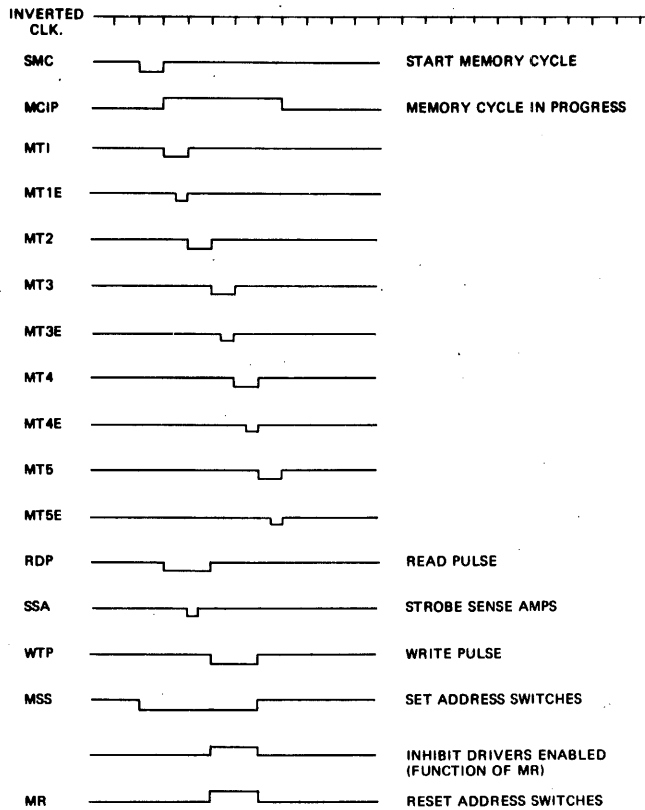 INVERTED
CLK.
SMC START MEMORY CYCLE
MCIP MEMORY CYCLE IN PROGRESS
MT1
MT1E
MT2
MT3
MT3E
MT4
MT4E
MT5
MT5E
RDP READ PULSE
SSA STROBE SENSE AMPS
WTP WRITE PULSE
MSS SET ADDRESS SWITCHES
INHIBIT DRIVERS ENABLED
(FUNCTION OF MR)
MR RESET ADDRESS SWITCHES